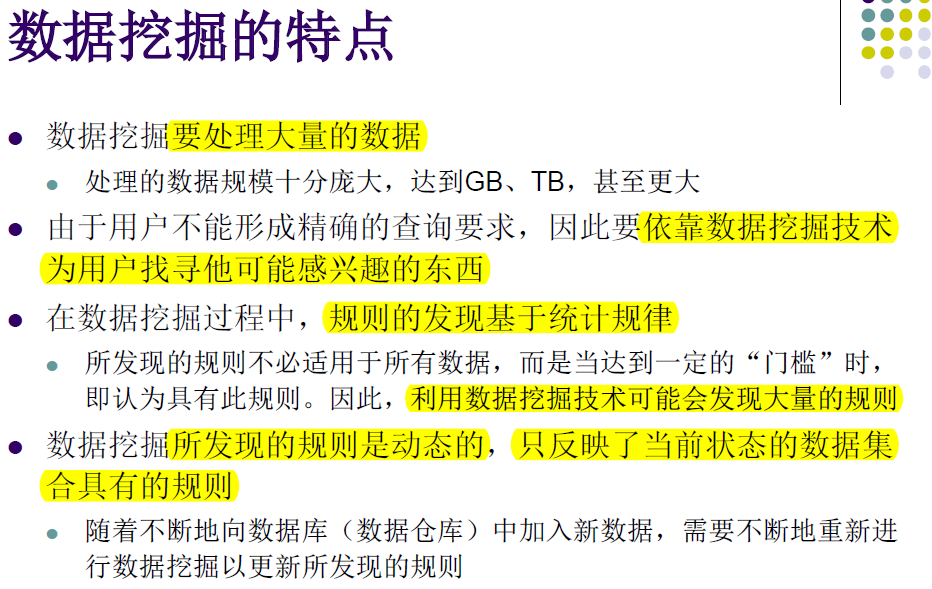 数据挖掘的特点
数据挖掘要处理大量的数据
处理的数据规模十分庞大，达到GB、TB，甚至更大
由于用户不能形成精确的查询要求，因此要依靠数据挖掘技术
为用户找寻他可能感兴趣的东西
在数据挖掘过程中，规则的发现基于统计规律
所发现的规则不必适用于所有数据，而是当达到一定的“门槛”时，
即认为具有此规则。因此，利用数据挖掘技术可能会发现大量的规则
数据挖掘所发现的规则是动态的，只反映了当前状态的数据集
合具有的规则
随着不断地向数据库（数据仓库）中加入新数据，需要不断地重新进
行数据挖掘以更新所发现的规则